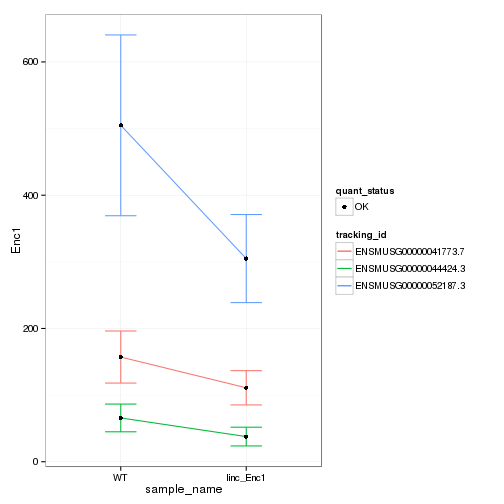 Enc1
600
400
200
0
WT
linc_Enc1
sample_name
quant_status
OK
tracking_id
ENSMUSG00000041773.7
ENSMUSG00000044424.3
ENSMUSG00000052187.3